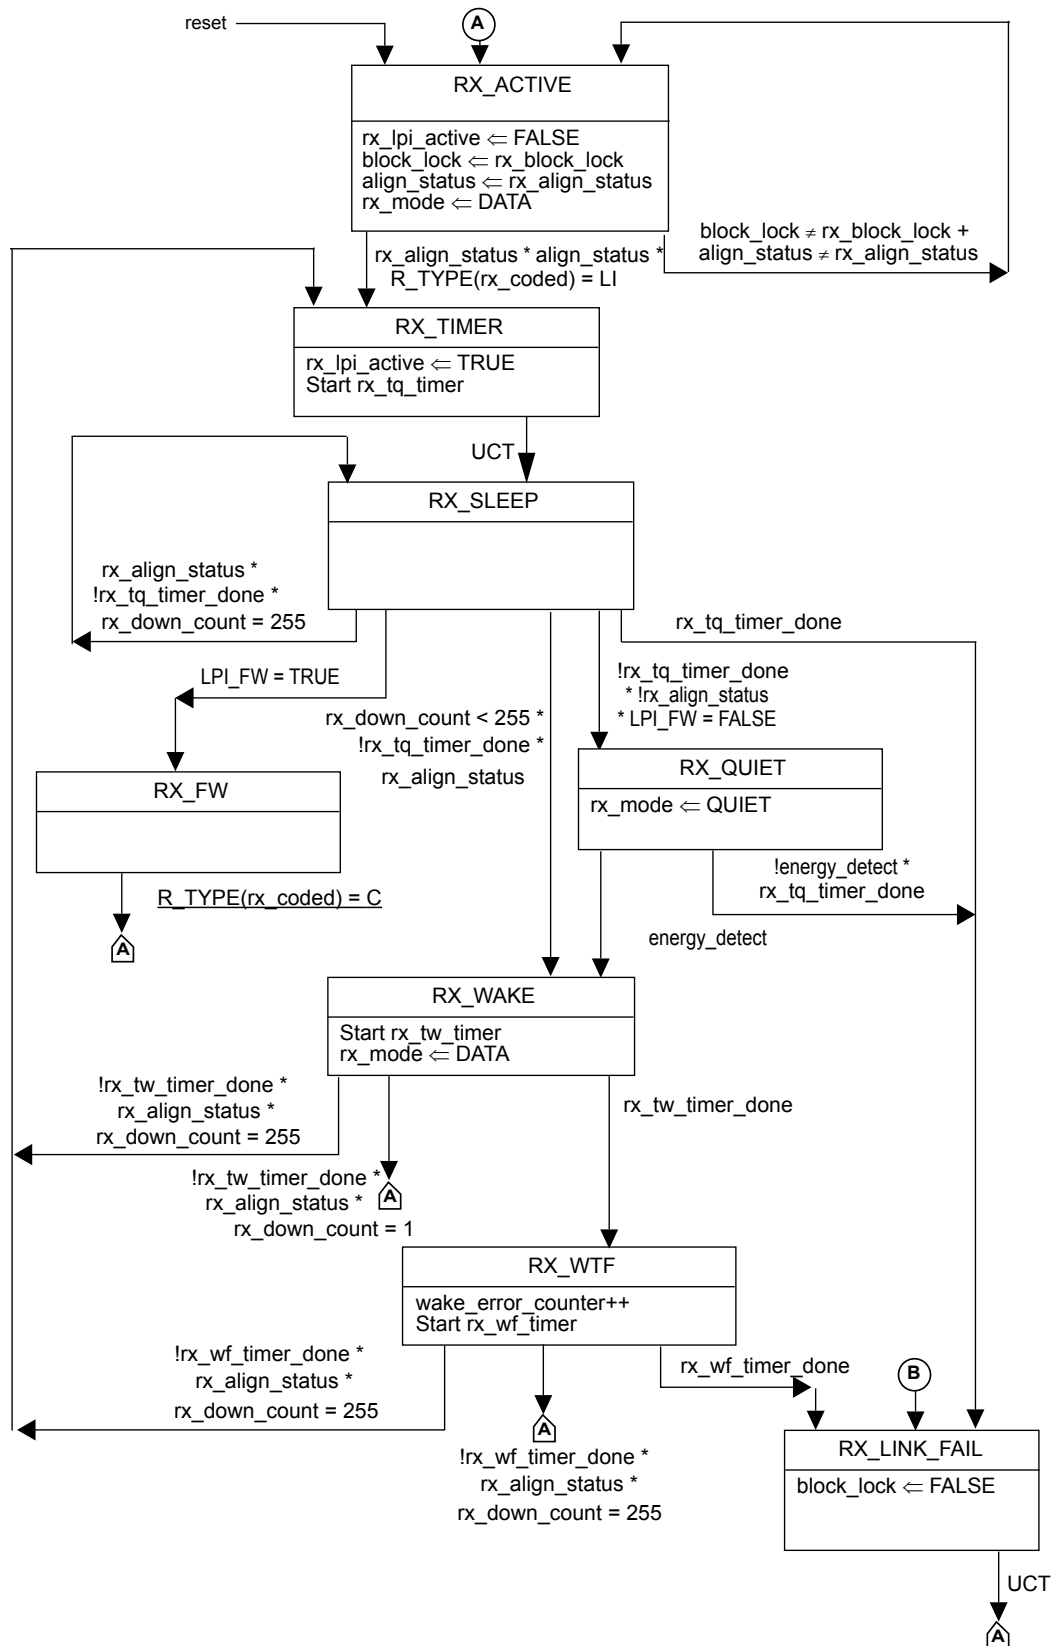 reset
A
RX_ACTIVE
rx_lpi_active ⇐ FALSE
block_lock ⇐ rx_block_lock
align_status ⇐ rx_align_status
rx_mode ⇐ DATA
block_lock ≠ rx_block_lock +
align_status ≠ rx_align_status
rx_align_status * align_status *
R_TYPE(rx_coded) = LI
RX_TIMER
rx_lpi_active ⇐ TRUE
Start rx_tq_timer
UCT
RX_SLEEP
rx_align_status *
!rx_tq_timer_done *
rx_down_count = 255
rx_tq_timer_done
LPI_FW = TRUE
!rx_tq_timer_done
* !rx_align_status
* LPI_FW = FALSE
rx_down_count < 255 *
!rx_tq_timer_done *
rx_align_status
RX_FW
RX_QUIET
rx_mode ⇐ QUIET
R_TYPE(rx_coded) = C
A
!energy_detect *
rx_tq_timer_done
energy_detect
RX_WAKE
Start rx_tw_timer
rx_mode ⇐ DATA
!rx_tw_timer_done *
rx_align_status *
rx_down_count = 255
rx_tw_timer_done
!rx_tw_timer_done *
rx_align_status *
rx_down_count = 1
A
RX_WTF
wake_error_counter++
Start rx_wf_timer
!rx_wf_timer_done *
rx_align_status *
rx_down_count = 255
rx_wf_timer_done
B
A
!rx_wf_timer_done *
rx_align_status *
rx_down_count = 255
RX_LINK_FAIL
block_lock ⇐ FALSE
UCT
A